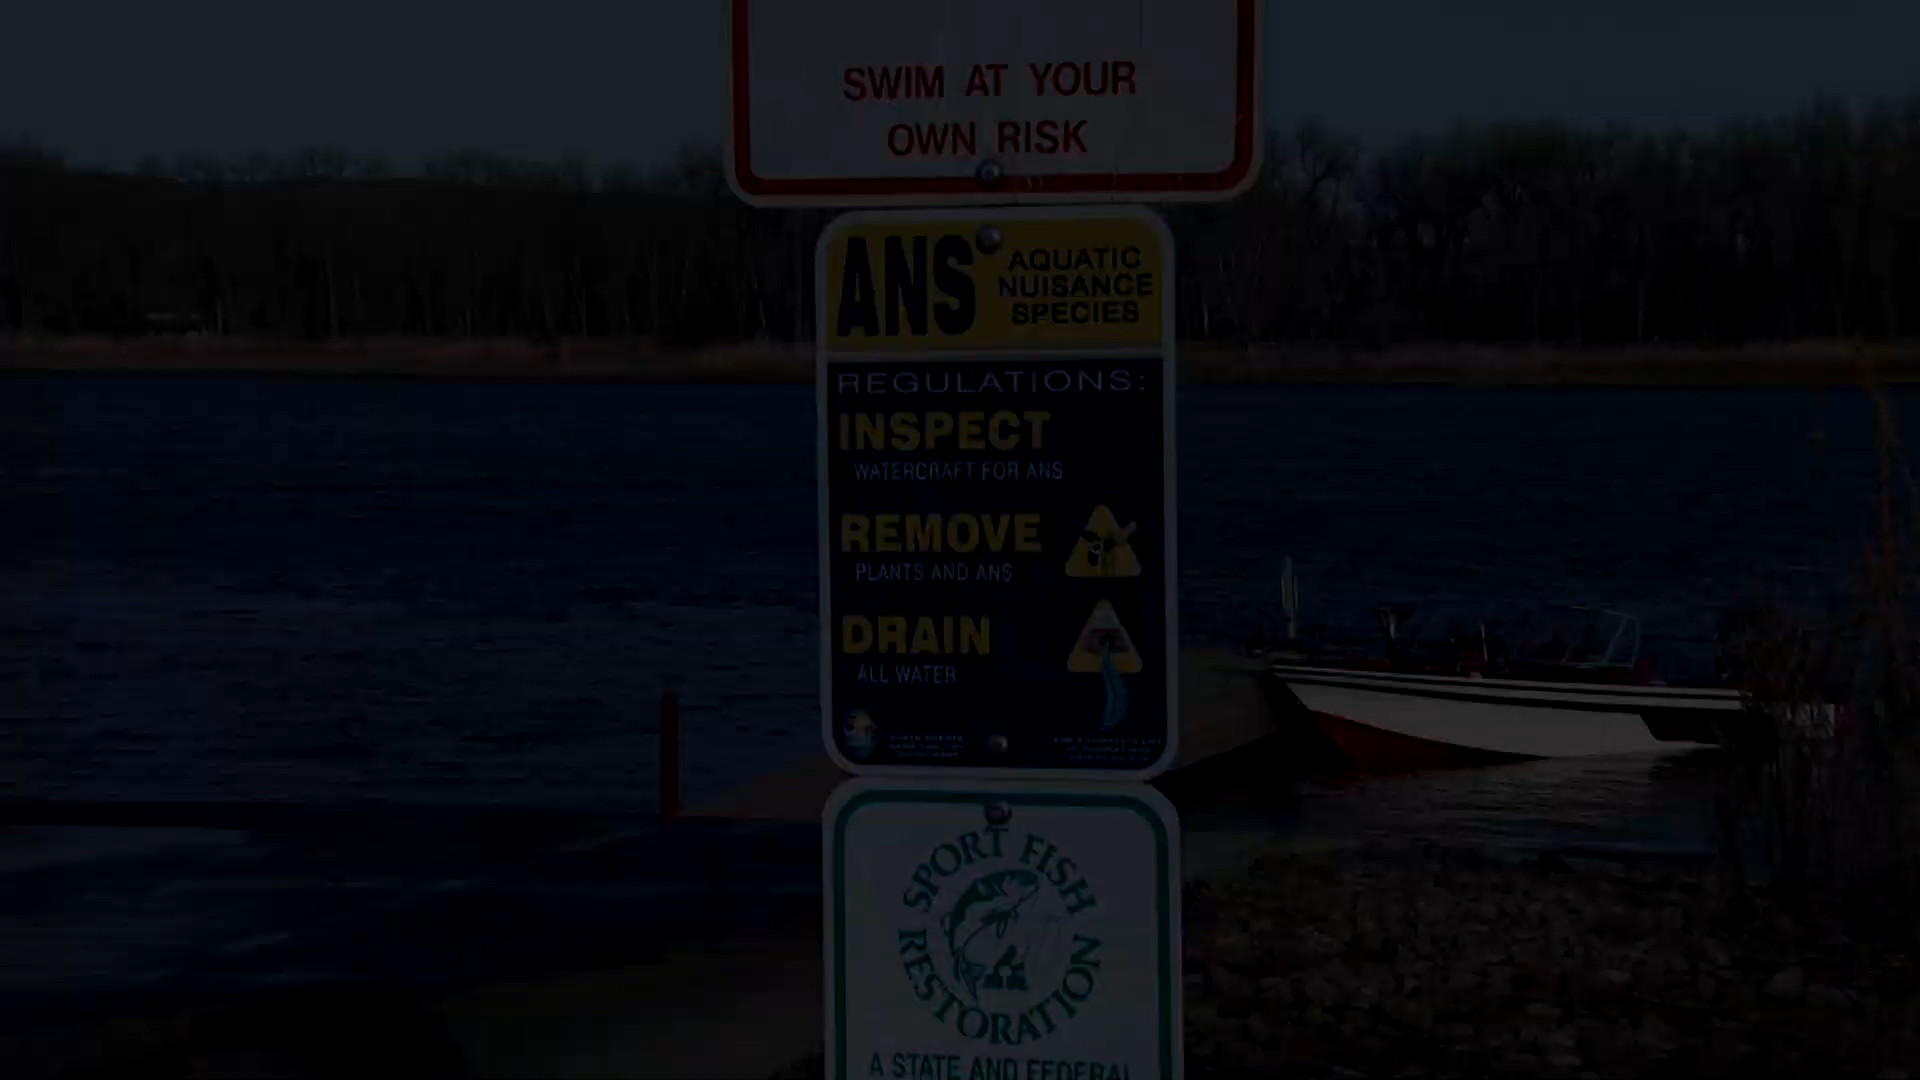 SWIM AT YOUR
OWN RISK
ANS
AQUATIC
NUISANCE
SPECIES
REGULATIONS:
INSPECT
WATERCRAFT FOR ANS
REMOVE
PLANTS AND ANS
DRAIN
ALL WATER
SPORT FISH
RESTORATION
A STATE AND FEDERAL